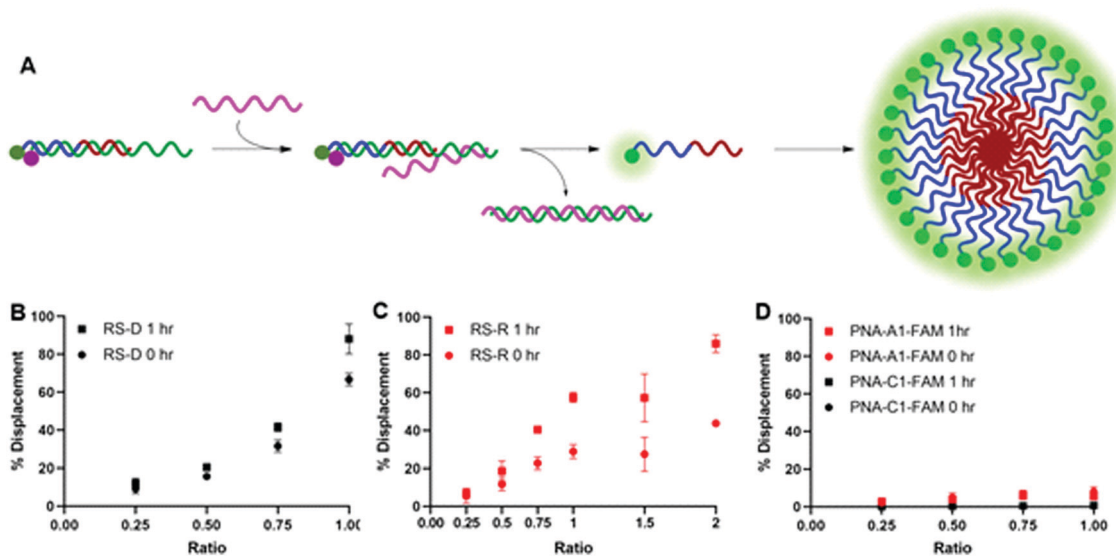 A
B
RS-D 1 hr
RS-D 0 hr
% Displacement
100
80
60
40
20
0
0.00 0.25 0.50 0.75 1.00
Ratio
C
RS-R 1 hr
RS-R 0 hr
% Displacement
100
80
60
40
20
0
0.00 0.25 0.5 0.75 1 1.5 2
Ratio
D
PNA-A1-FAM 1hr
PNA-A1-FAM 0 hr
PNA-C1-FAM 1 hr
PNA-C1-FAM 0 hr
% Displacement
100
80
60
40
20
0
0.00 0.25 0.50 0.75 1.00
Ratio